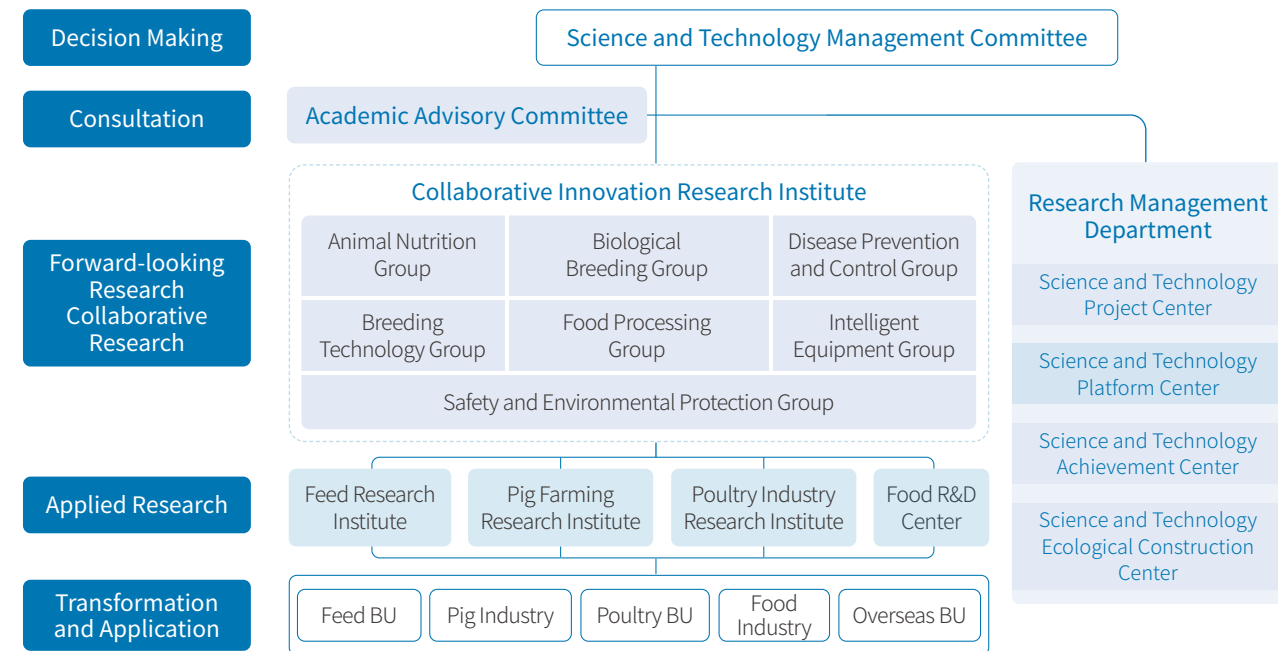 Decision Making
Science and Technology Management Committee
Consultation
Academic Advisory Committee
Forward-looking
Research
Collaborative
Research
Collaborative Innovation Research Institute
Animal Nutrition
Group
Biological
Breeding Group
Disease Prevention
and Control Group
Breeding
Technology Group
Food Processing
Group
Intelligent
Equipment Group
Safety and Environmental Protection Group
Research Management
Department
Science and Technology
Project Center
Science and Technology
Platform Center
Science and Technology
Achievement Center
Science and Technology
Ecological Construction
Center
Applied Research
Feed Research
Institute
Pig Farming
Research Institute
Poultry Industry
Research Institute
Food R&D
Center
Transformation
and Application
Feed BU
Pig Industry
Poultry BU
Food
Industry
Overseas BU